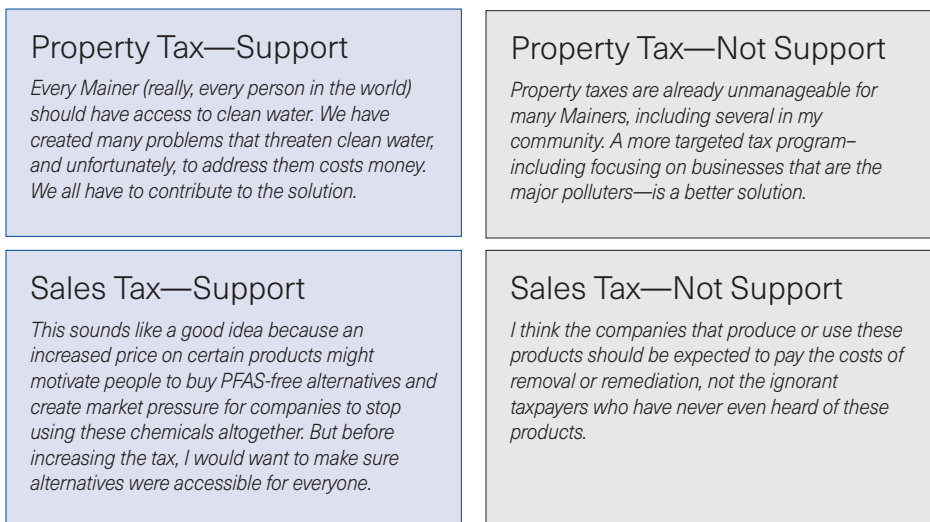 Property Tax—Support
Every Mainer (really, every person in the world)
should have access to clean water. We have
created many problems that threaten clean water,
and unfortunately, to address them costs money.
We all have to contribute to the solution.
Property Tax—Not Support
Property taxes are already unmanageable for
many Mainers, including several in my
community. A more targeted tax program–
including focusing on businesses that are the
major polluters—is a better solution.
Sales Tax—Support
This sounds like a good idea because an
increased price on certain products might
motivate people to buy PFAS-free alternatives and
create market pressure for companies to stop
using these chemicals altogether. But before
increasing the tax, I would want to make sure
alternatives were accessible for everyone.
Sales Tax—Not Support
I think the companies that produce or use these
products should be expected to pay the costs of
removal or remediation, not the ignorant
taxpayers who have never even heard of these
products.